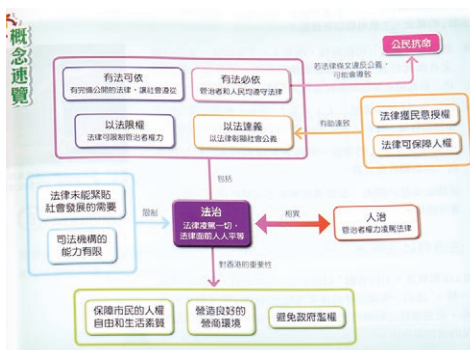 概念速覽
公民抗命
有法可依
有完備公開的法律，讓社會遵從
有法必依
管治者和人民均遵守法律
若法律條文違反公義，
可能會導致
以法限權
法律可限制管治者權力
以法達義
以法律彰顯社會公義
有助達致
法律獲民意授權
法律可保障人權
包括
法律未能緊貼
社會發展的需要
司法機構的
能力有限
限制
法治
法律凌駕一切，
法律面前人人平等
相異
人治
管治者權力凌駕法律
對香港的重要性
保障市民的人權
自由和生活素質
營造良好的
營商環境
避免政府濫權